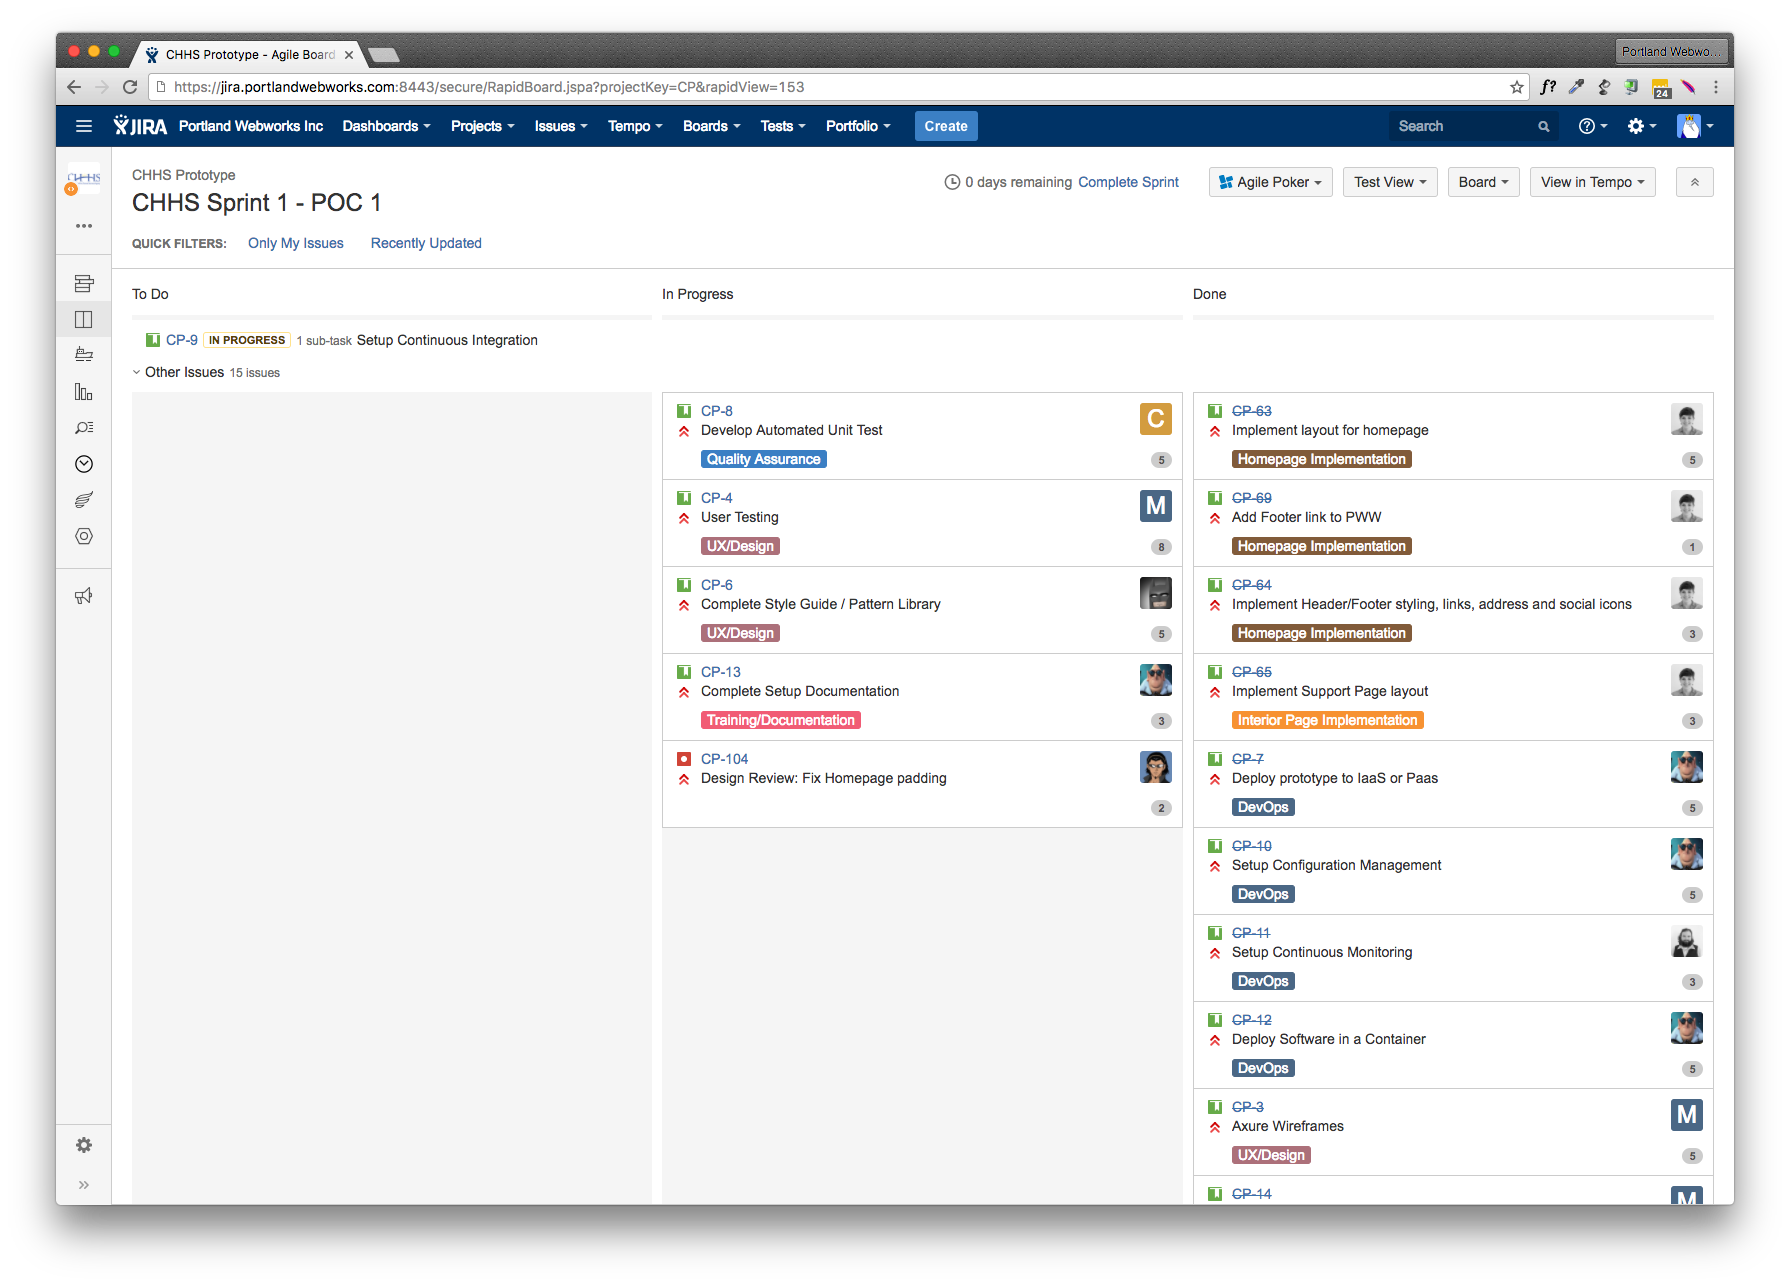 CHHS Prototype - Agile Board
Portland Webwo...
https://jira.portlandwebworks.com:8443/secure/RapidBoard.jspa?projectKey=CP&rapidView=153
f?
24
JIRA Portland Webworks Inc Dashboards Projects Issues Tempo Boards Tests Portfolio Create Search
CHHS
CHHS Prototype
CHHS Sprint 1 - POC 1
0 days remaining Complete Sprint Agile Poker Test View Board View in Tempo
QUICK FILTERS: Only My Issues Recently Updated
To Do
In Progress
Done
CP-9 IN PROGRESS 1 sub-task Setup Continuous Integration
Other Issues 15 issues
CP-8
C
Develop Automated Unit Test
Quality Assurance
5
CP-4
M
User Testing
UX/Design
8
CP-6
Complete Style Guide / Pattern Library
UX/Design
5
CP-13
Complete Setup Documentation
Training/Documentation
3
CP-104
Design Review: Fix Homepage padding
2
CP-63
Implement layout for homepage
Homepage Implementation
5
CP-69
Add Footer link to PWW
Homepage Implementation
1
CP-64
Implement Header/Footer styling, links, address and social icons
Homepage Implementation
3
CP-65
Implement Support Page layout
Interior Page Implementation
3
CP-7
Deploy prototype to IaaS or Paas
DevOps
5
CP-10
Setup Configuration Management
DevOps
5
CP-11
Setup Continuous Monitoring
DevOps
3
CP-12
Deploy Software in a Container
DevOps
5
CP-3
M
Axure Wireframes
UX/Design
5
CP-14
M